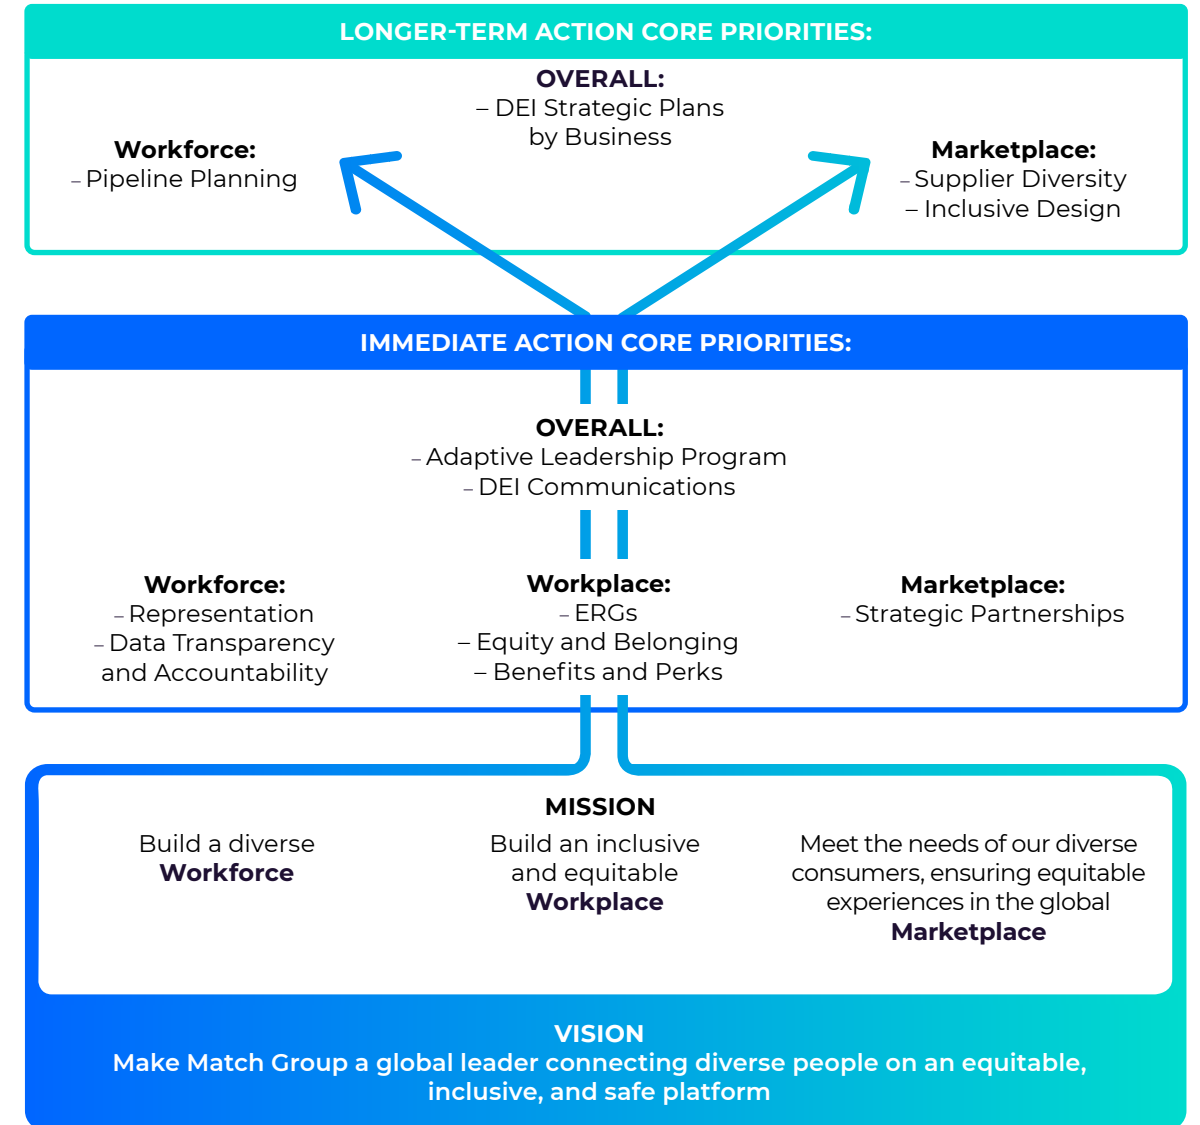 LONGER-TERM ACTION CORE PRIORITIES:
OVERALL:
– DEI Strategic Plans
by Business
Workforce:
– Pipeline Planning
Marketplace:
– Supplier Diversity
– Inclusive Design
IMMEDIATE ACTION CORE PRIORITIES:
OVERALL:
– Adaptive Leadership Program
– DEI Communications
Workforce:
– Representation
– Data Transparency
and Accountability
Workplace:
– ERGs
– Equity and Belonging
– Benefits and Perks
Marketplace:
– Strategic Partnerships
MISSION
Build a diverse
Workforce
Build an inclusive
and equitable
Workplace
Meet the needs of our diverse
consumers, ensuring equitable
experiences in the global
Marketplace
VISION
Make Match Group a global leader connecting diverse people on an equitable,
inclusive, and safe platform